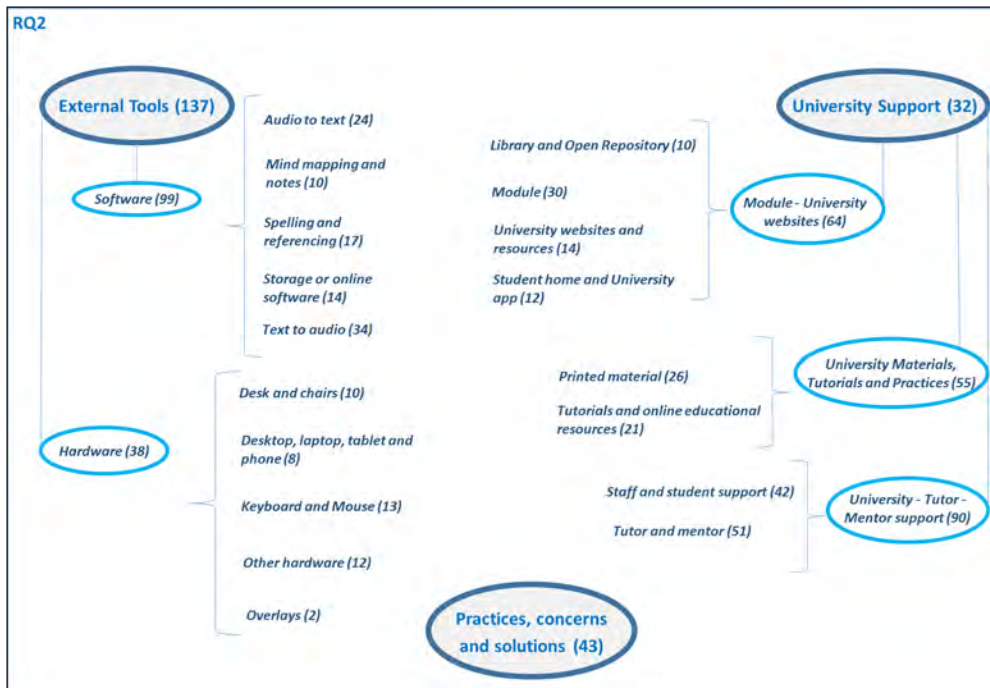 RQ2
External Tools (137)
Software (99)
Audio to text (24)
Mind mapping and
notes (10)
Spelling and
referencing (17)
Storage or online
software (14)
Text to audio (34)
Hardware (38)
Desk and chairs (10)
Desktop, laptop, tablet and
phone (8)
Keyboard and Mouse (13)
Other hardware (12)
Overlays (2)
University Support (32)
Module - University
websites (64)
Library and Open Repository (10)
Module (30)
University websites and
resources (14)
Student home and University
app (12)
University Materials,
Tutorials and Practices (55)
Printed material (26)
Tutorials and online educational
resources (21)
University - Tutor -
Mentor support (90)
Staff and student support (42)
Tutor and mentor (51)
Practices, concerns
and solutions (43)